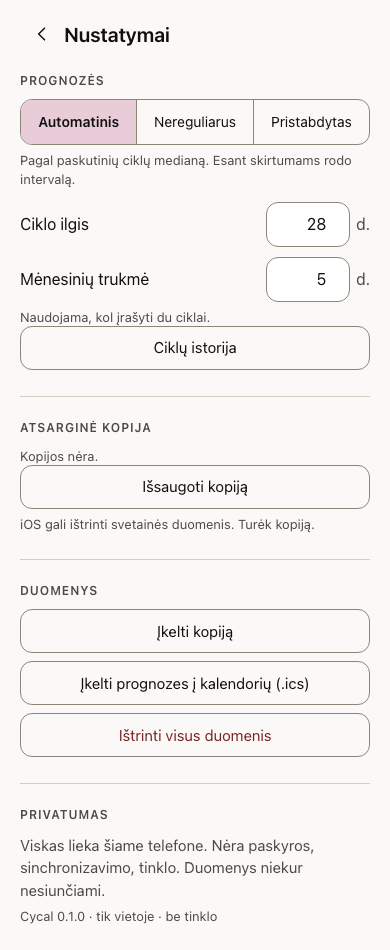 Nustatymai
PROGNOZĖS
Automatinis
Nereguliarus
Pristabdytas
Pagal paskutinių ciklų medianą. Esant skirtumams rodo
intervalą.
Ciklo ilgis
28
d.
Mėnesinių trukmė
5
d.
Naudojama, kol įrašyti du ciklai.
Ciklų istorija
ATSARGINĖ KOPIJA
Kopijos nėra.
Išsaugoti kopiją
iOS gali ištrinti svetainės duomenis. Turėk kopiją.
DUOMENYS
Įkelti kopiją
Įkelti prognozes į kalendorių (.ics)
Ištrinti visus duomenis
PRIVATUMAS
Viskas lieka šiame telefone. Nėra paskyros,
sinchronizavimo, tinklo. Duomenys niekur
nesiunčiami.
Cycal 0.1.0 · tik vietoje · be tinklo